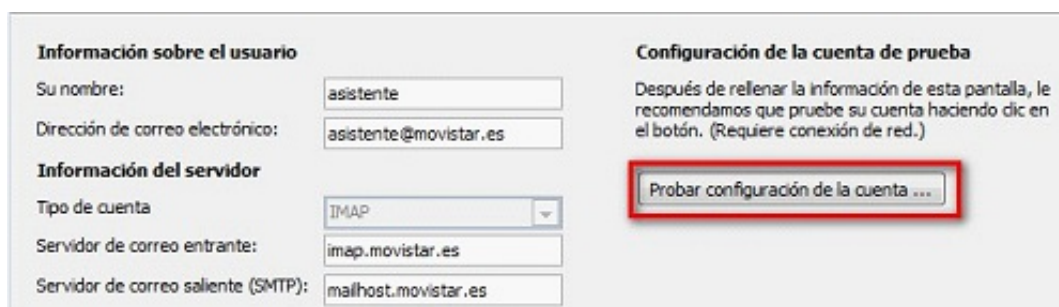 Información sobre el usuario
Su nombre:
asistente
Dirección de correo electrónico:
asistente@movistar.es
Información del servidor
Tipo de cuenta
IMAP
Servidor de correo entrante:
imap.movistar.es
Servidor de correo saliente (SMTP):
mailhost.movistar.es
Configuración de la cuenta de prueba
Después de rellenar la información de esta pantalla, le
recomendamos que pruebe su cuenta haciendo clic en
el botón. (Requiere conexión de red.)
Probar configuración de la cuenta ...